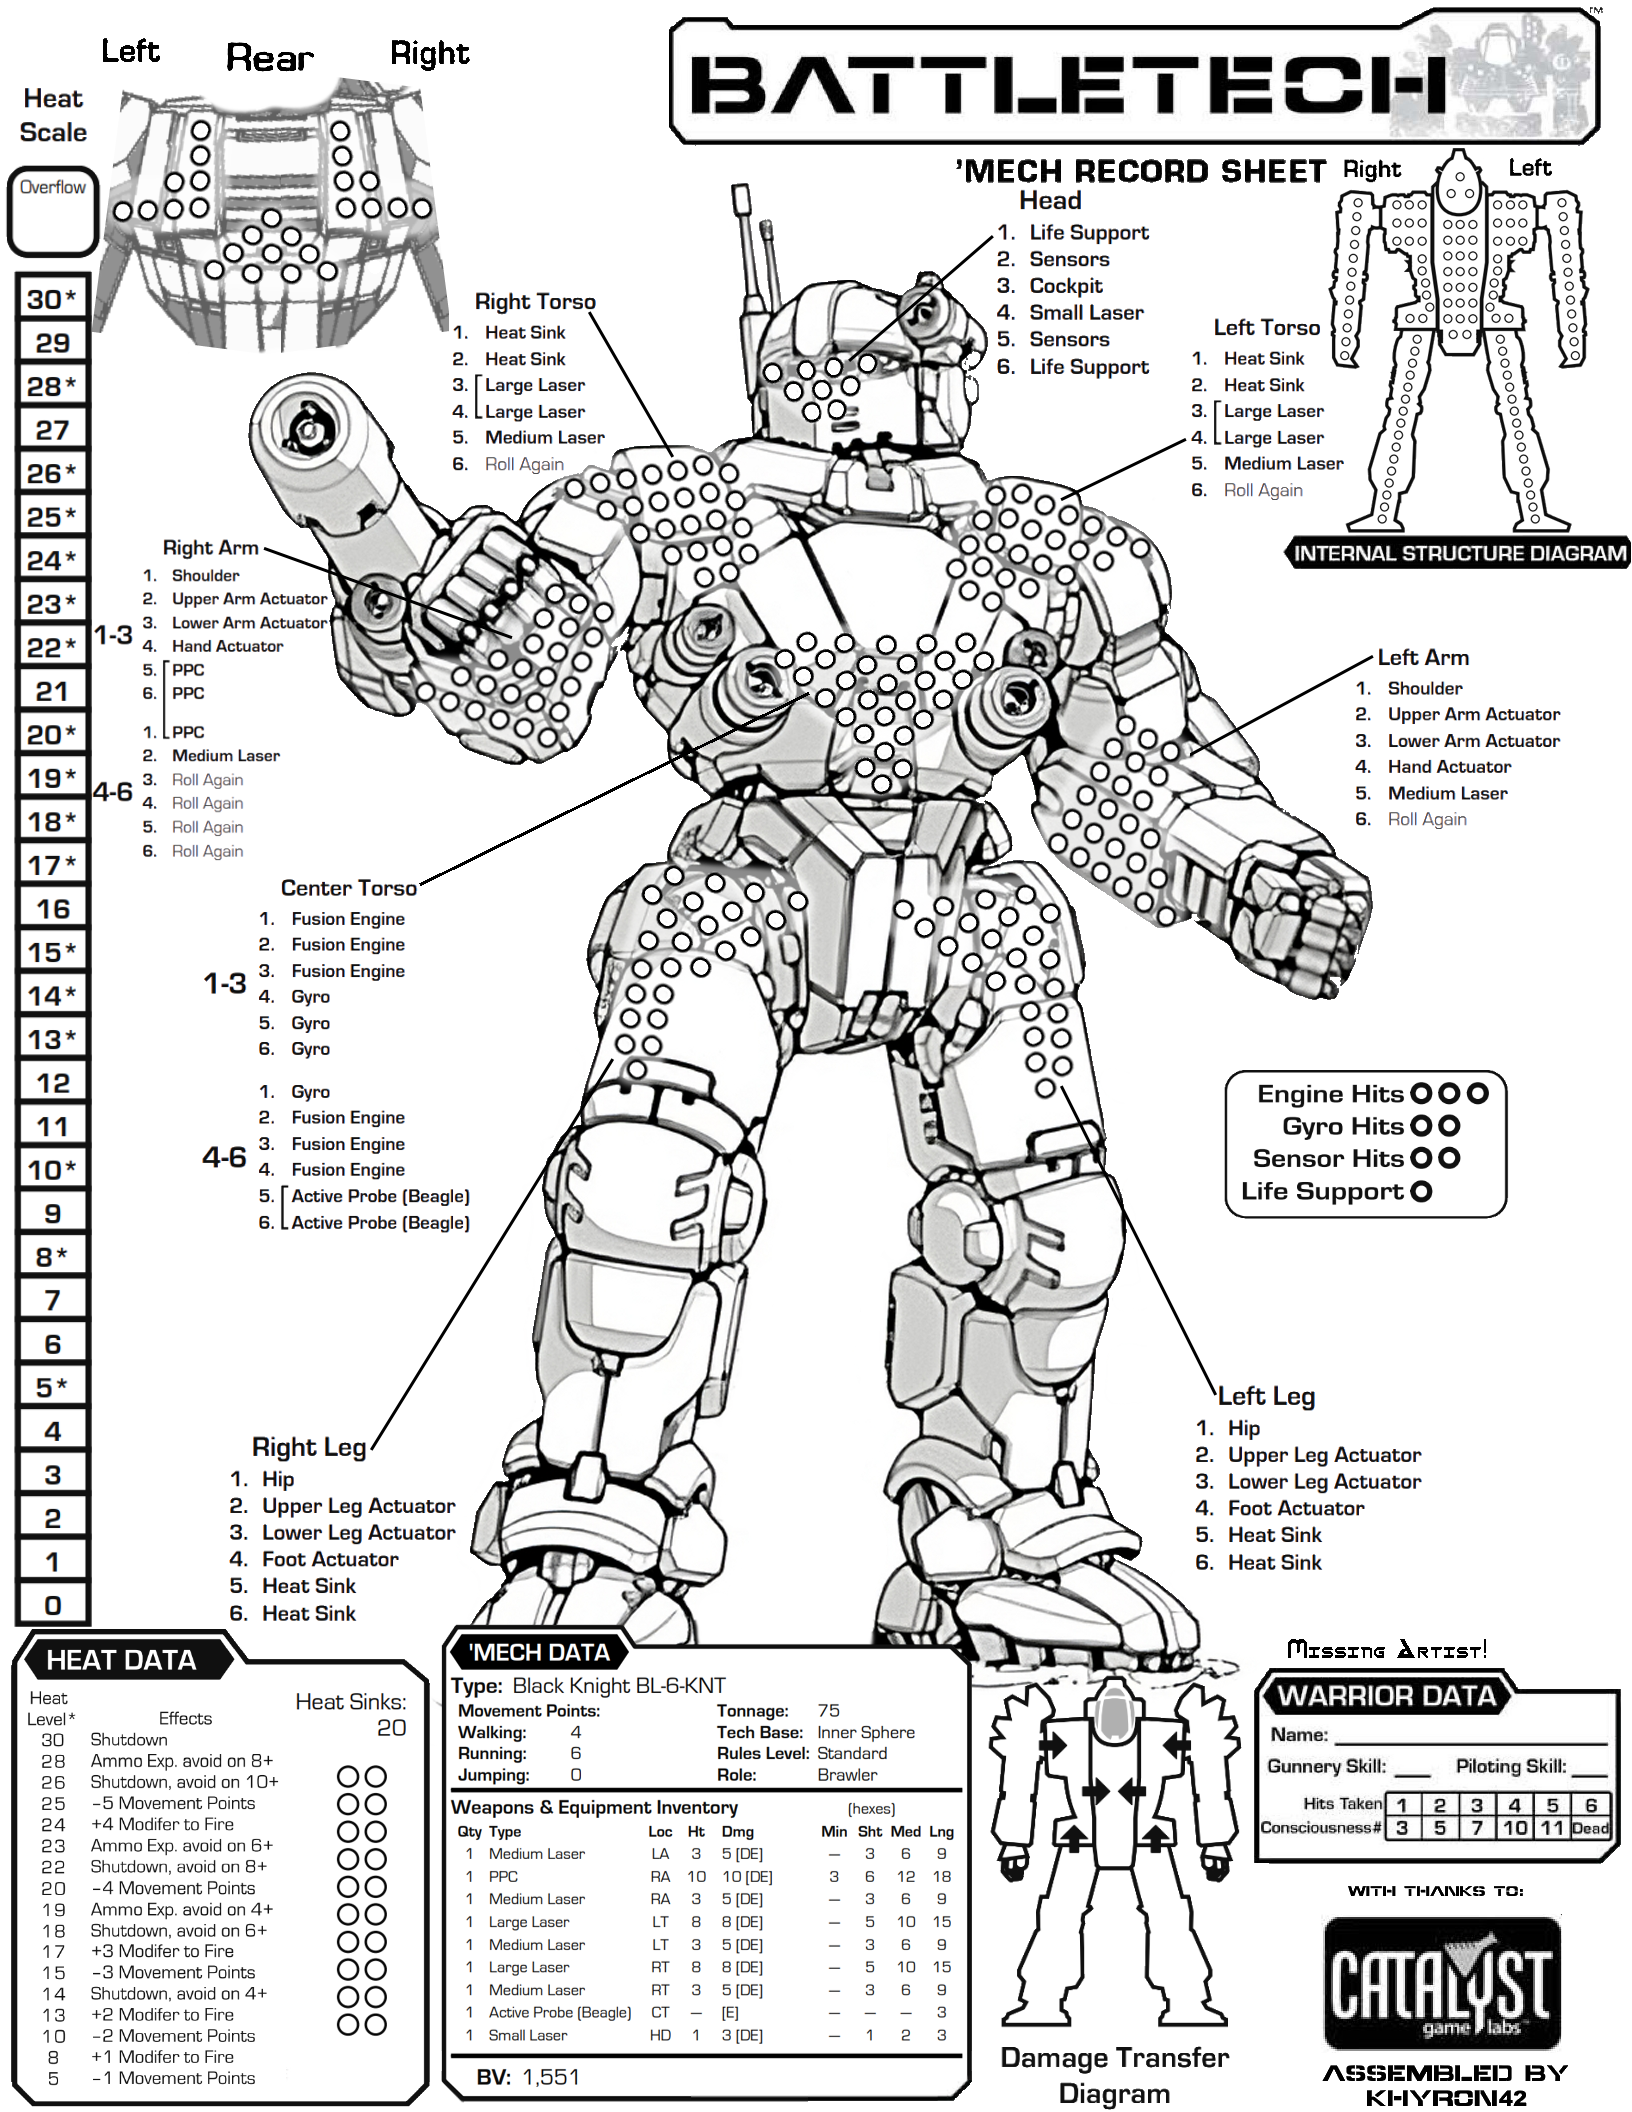 Left Rear Right
Heat
Scale
Overflow
30*
29
28*
27
26*
25*
24*
23*
22*
21
20*
19*
18*
17*
16
15*
14*
13*
12
11
10*
9
8*
7
6
5*
4
3
2
1
0
BATTLETECH
TM
'MECH RECORD SHEET
Head
1. Life Support
2. Sensors
3. Cockpit
4. Small Laser
5. Sensors
6. Life Support
Right Torso
1. Heat Sink
2. Heat Sink
3. Large Laser
4. Large Laser
5. Medium Laser
6. Roll Again
Left Torso
1. Heat Sink
2. Heat Sink
3. Large Laser
4. Large Laser
5. Medium Laser
6. Roll Again
Right Left
INTERNAL STRUCTURE DIAGRAM
Right Arm
1-3
1. Shoulder
2. Upper Arm Actuator
3. Lower Arm Actuator
4. Hand Actuator
5. PPC
6. PPC
4-6
1. PPC
2. Medium Laser
3. Roll Again
4. Roll Again
5. Roll Again
6. Roll Again
Left Arm
1. Shoulder
2. Upper Arm Actuator
3. Lower Arm Actuator
4. Hand Actuator
5. Medium Laser
6. Roll Again
Center Torso
1-3
1. Fusion Engine
2. Fusion Engine
3. Fusion Engine
4. Gyro
5. Gyro
6. Gyro
4-6
1. Gyro
2. Fusion Engine
3. Fusion Engine
4. Fusion Engine
5. Active Probe (Beagle)
6. Active Probe (Beagle)
Engine Hits
Gyro Hits
Sensor Hits
Life Support
Right Leg
1. Hip
2. Upper Leg Actuator
3. Lower Leg Actuator
4. Foot Actuator
5. Heat Sink
6. Heat Sink
Left Leg
1. Hip
2. Upper Leg Actuator
3. Lower Leg Actuator
4. Foot Actuator
5. Heat Sink
6. Heat Sink
HEAT DATA
Heat
Level* Effects
Heat Sinks:
20
30 Shutdown
28 Ammo Exp. avoid on 8+
26 Shutdown, avoid on 10+
25 -5 Movement Points
24 +4 Modifer to Fire
23 Ammo Exp. avoid on 6+
22 Shutdown, avoid on 8+
20 -4 Movement Points
19 Ammo Exp. avoid on 4+
18 Shutdown, avoid on 6+
17 +3 Modifer to Fire
15 -3 Movement Points
14 Shutdown, avoid on 4+
13 +2 Modifer to Fire
10 -2 Movement Points
8 +1 Modifer to Fire
5 -1 Movement Points
'MECH DATA
Type: Black Knight BL-6-KNT
Movement Points: Tonnage: 75
Walking: 4 Tech Base: Inner Sphere
Running: 6 Rules Level: Standard
Jumping: 0 Role: Brawler
Weapons & Equipment Inventory (hexes)
Qty Type Loc Ht Dmg Min Sht Med Lng
1 Medium Laser LA 3 5 [DE] — 3 6 9
1 PPC RA 10 10 [DE] 3 6 12 18
1 Medium Laser RA 3 5 [DE] — 3 6 9
1 Large Laser LT 8 8 [DE] — 5 10 15
1 Medium Laser LT 3 5 [DE] — 3 6 9
1 Large Laser RT 8 8 [DE] — 5 10 15
1 Medium Laser RT 3 5 [DE] — 3 6 9
1 Active Probe (Beagle) CT — [E] — — — 3
1 Small Laser HD 1 3 [DE] — 1 2 3
BV: 1,551
Damage Transfer
Diagram
Missing Artist!
WARRIOR DATA
Name:
Gunnery Skill: Piloting Skill:
Hits Taken 1 2 3 4 5 6
Consciousness# 3 5 7 10 11 Dead
WITH THANKS TO:
CATALYST
game labs
ASSEMBLED BY
KHYRON42